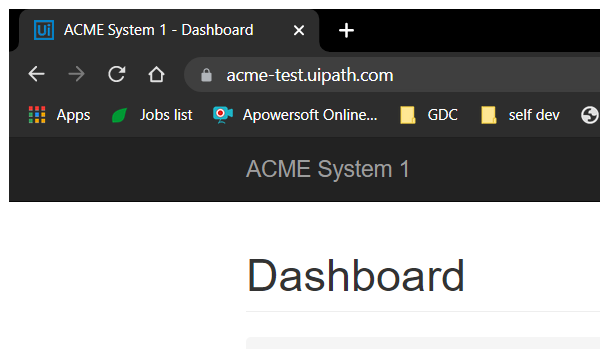 Ui ACME System 1 - Dashboard
acme-test.uipath.com
Apps Jobs list Apowersoft Online... GDC self dev
ACME System 1
Dashboard